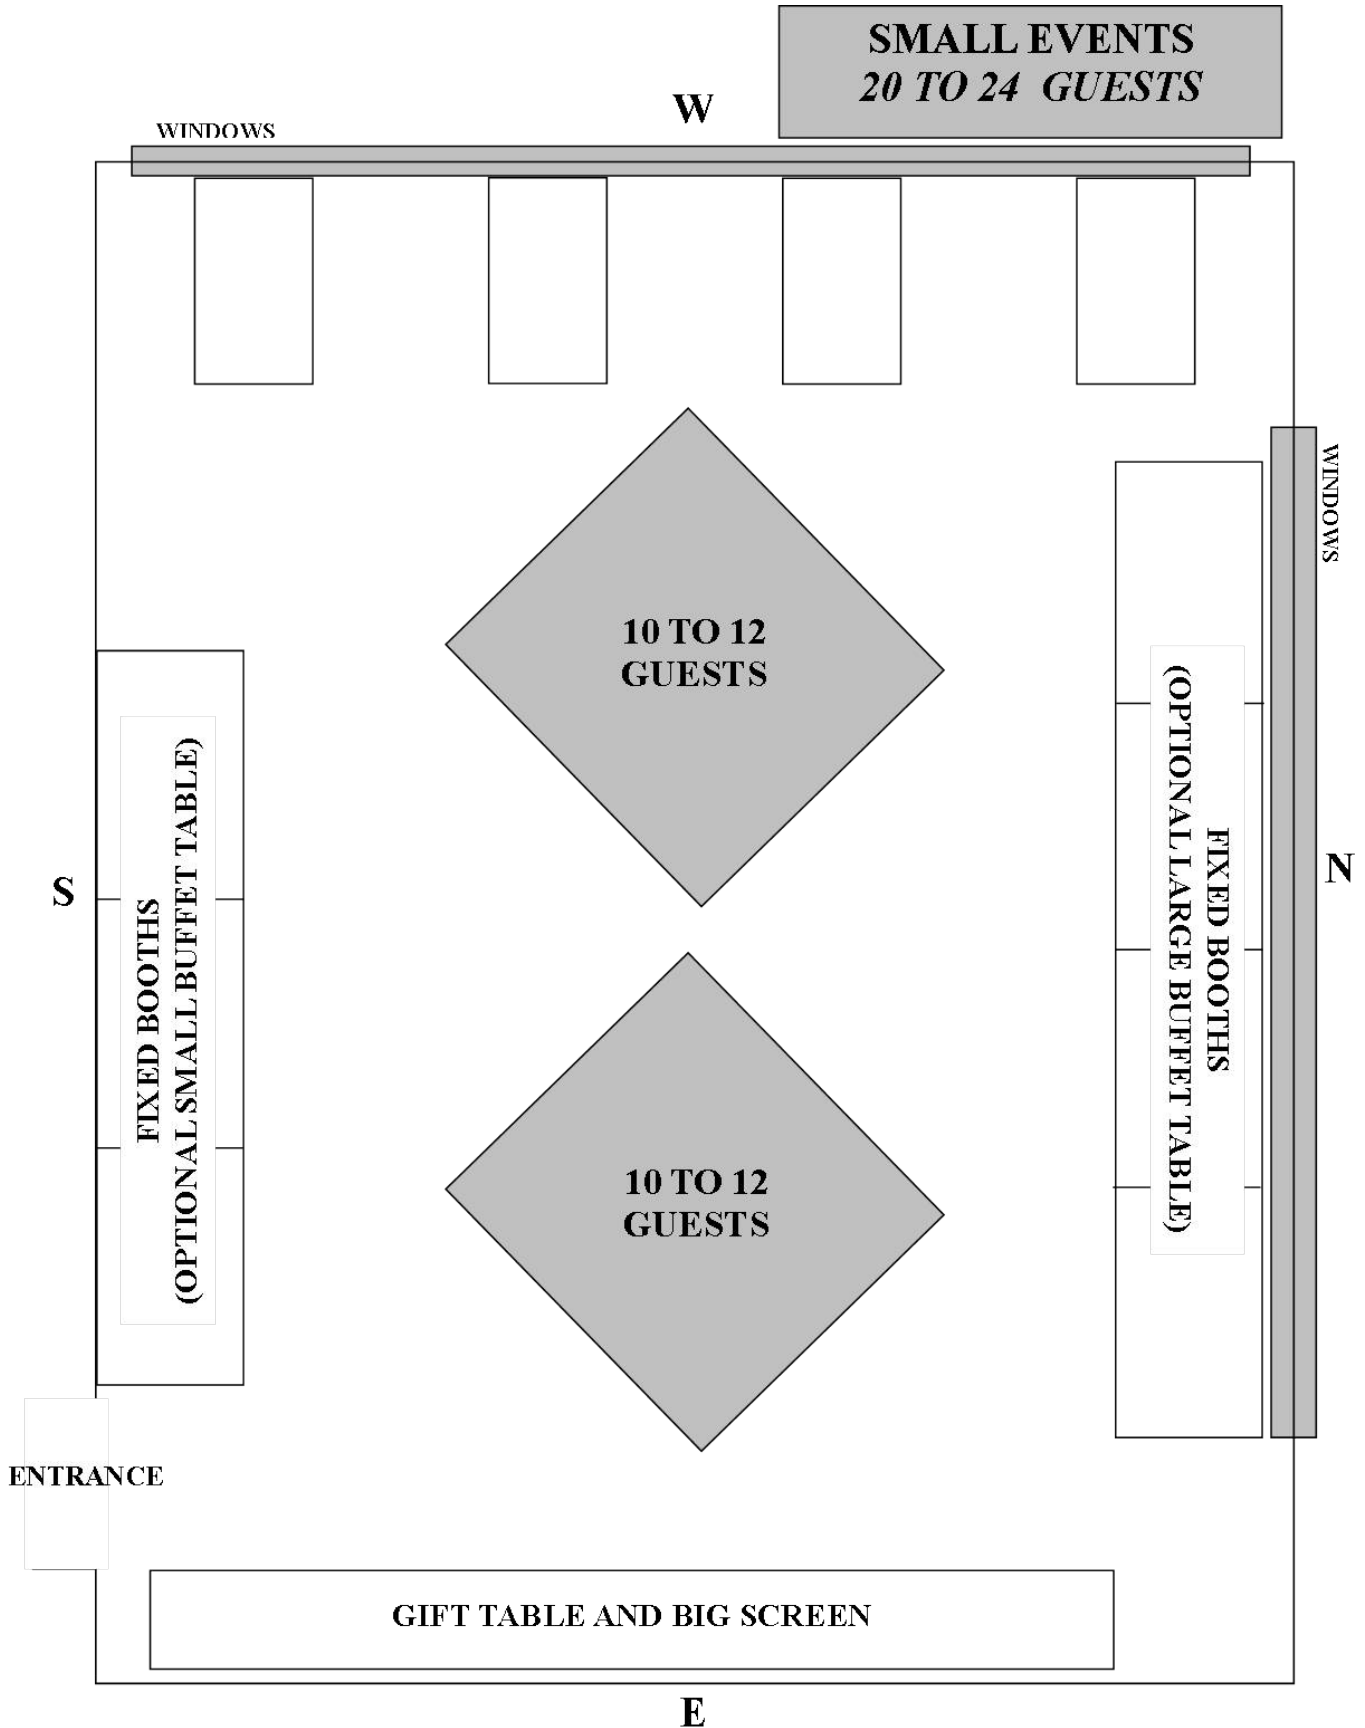 SMALL EVENTS
20 TO 24 GUESTS
W
WINDOWS
WINDOWS
10 TO 12
GUESTS
FIXED BOOTHS
(OPTIONAL SMALL BUFFET TABLE)
FIXED BOOTHS
(OPTIONAL LARGE BUFFET TABLE)
S
N
10 TO 12
GUESTS
ENTRANCE
GIFT TABLE AND BIG SCREEN
E